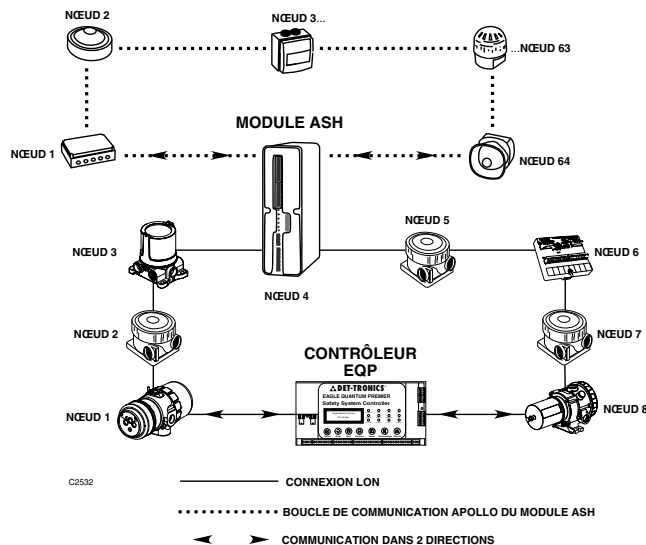 NŒUD 2
NŒUD 3...
...NŒUD 63
MODULE ASH
NŒUD 1
NŒUD 64
NŒUD 5
NŒUD 3
NŒUD 6
NŒUD 4
NŒUD 2
NŒUD 7
CONTRÔLEUR
EQP
DET-TRONICS
EAGLE QUANTUM PREMIER
Safety System Controller
NŒUD 1
NŒUD 8
C2532
CONNEXION LON
BOUCLE DE COMMUNICATION APOLLO DU MODULE ASH
COMMUNICATION DANS 2 DIRECTIONS